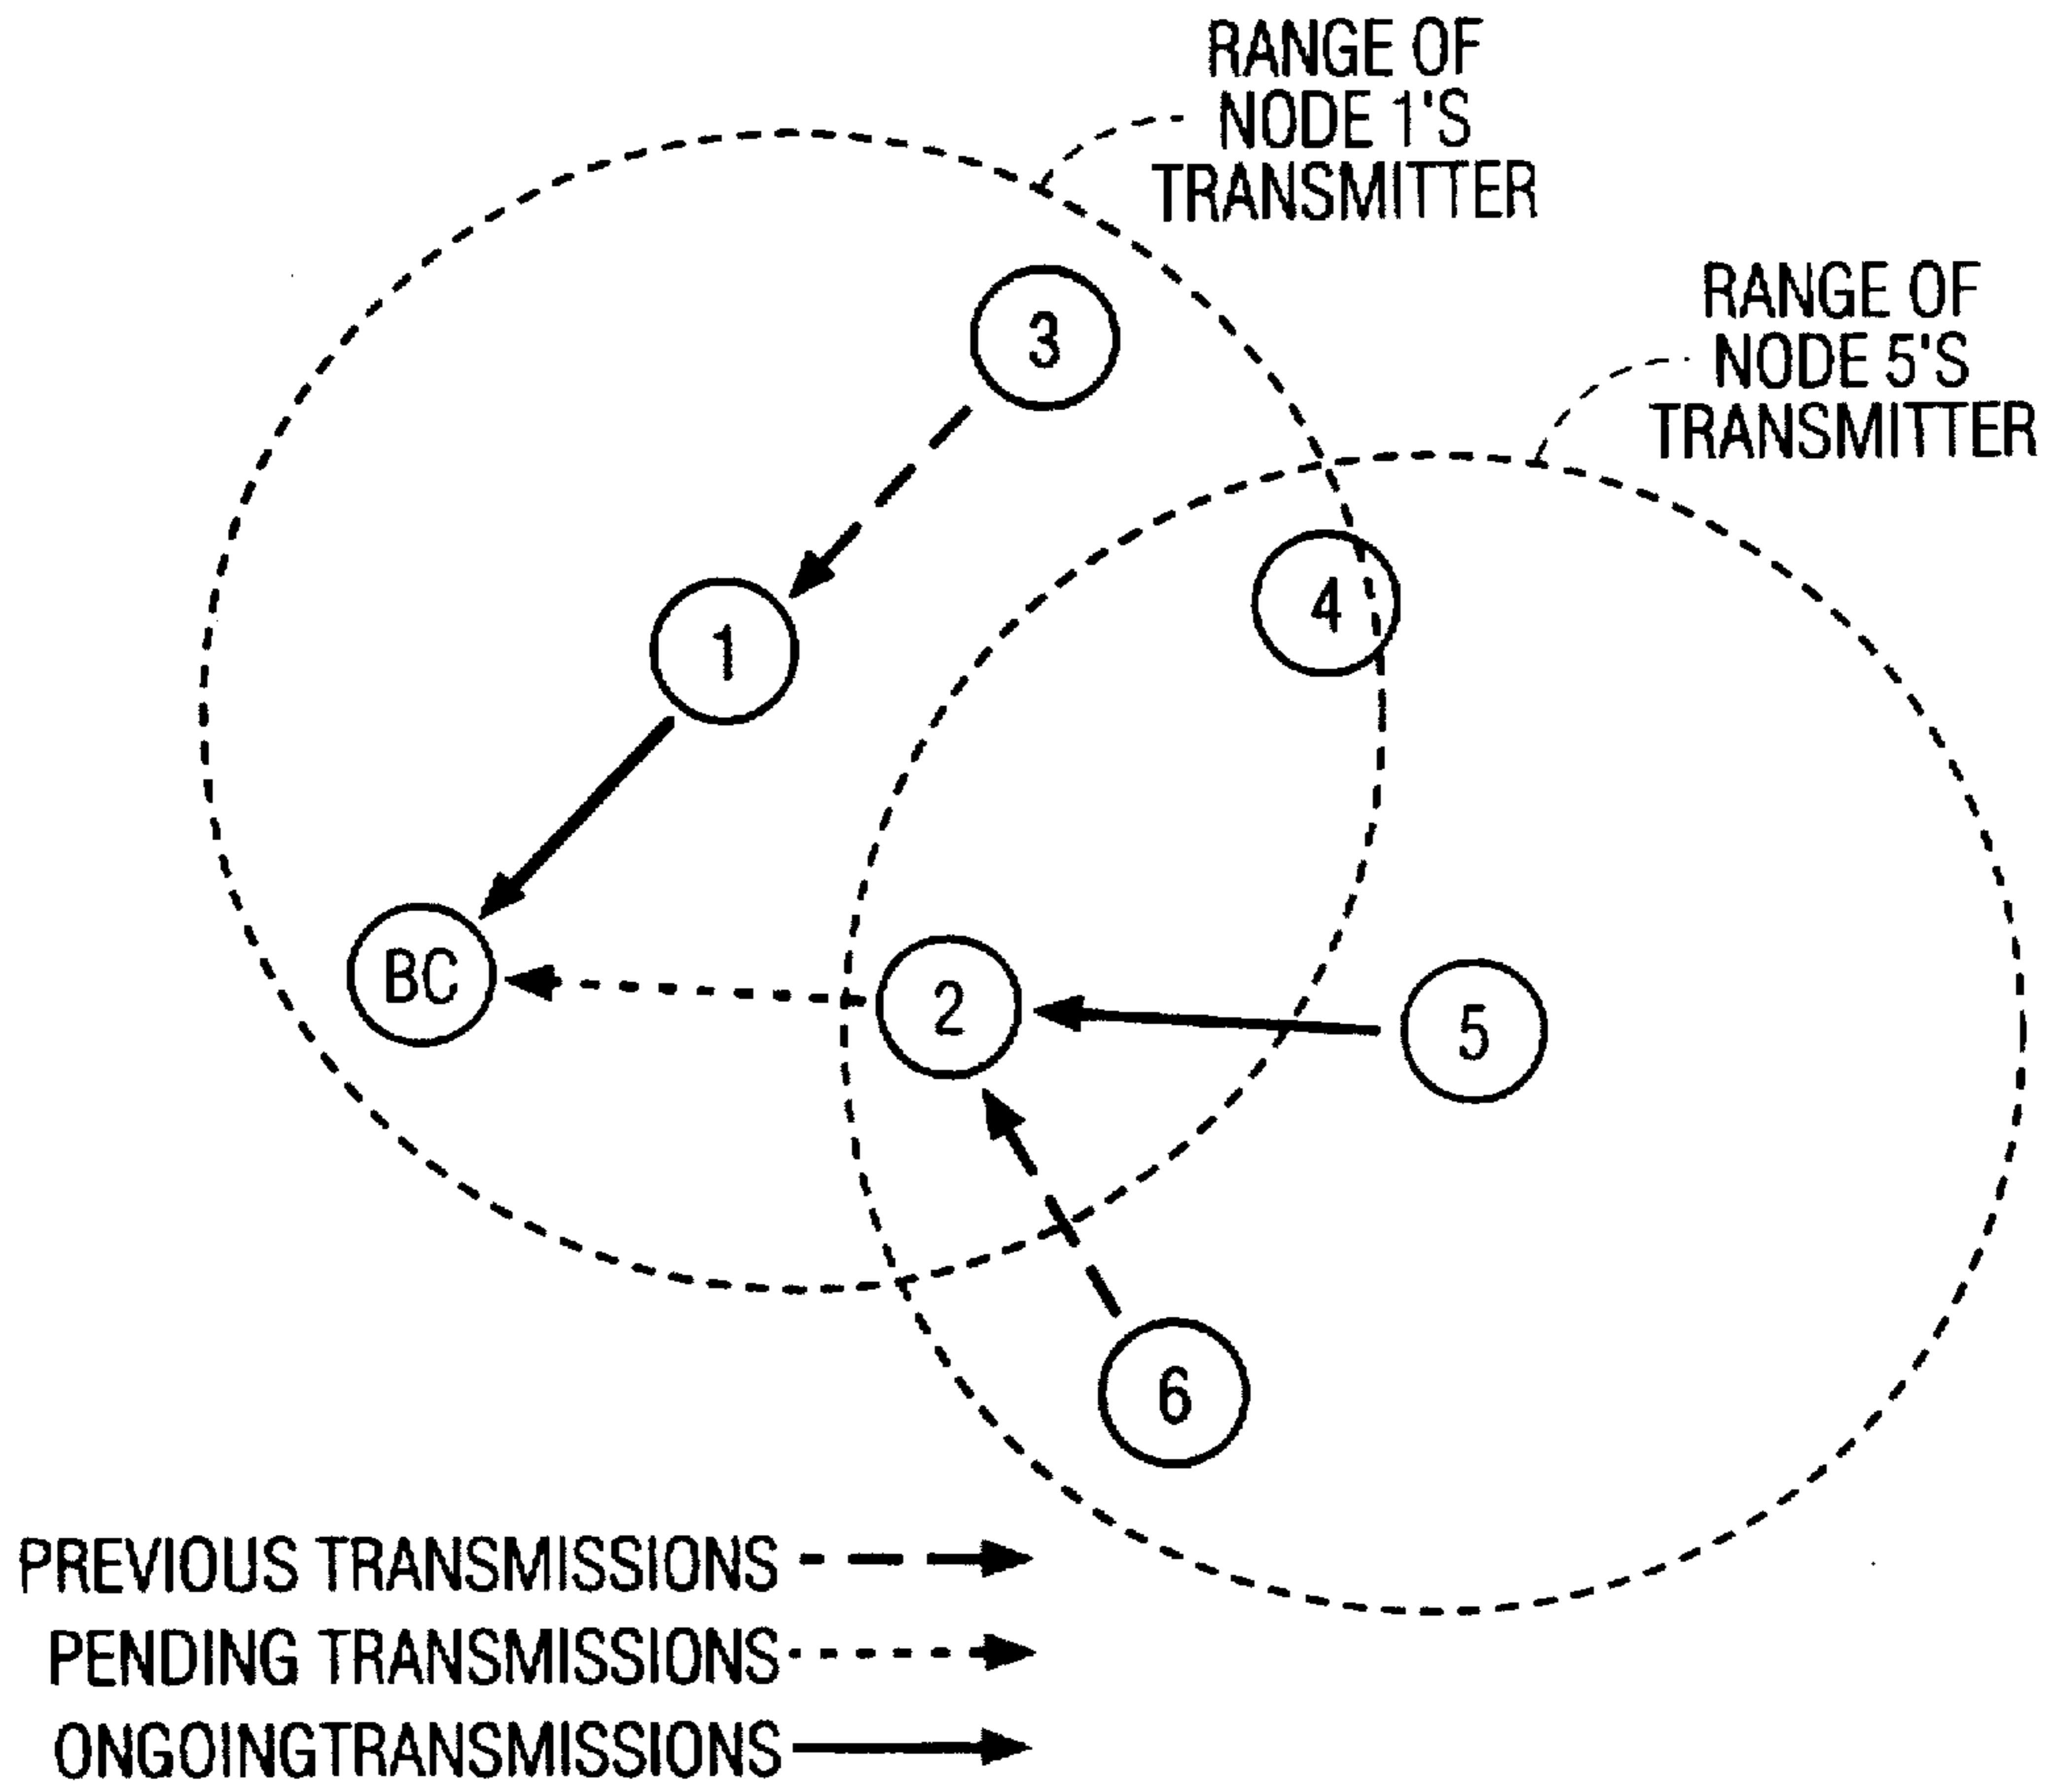 RANGE OF
NODE 1'S
TRANSMITTER
RANGE OF
NODE 5'S
TRANSMITTER
3
4
1
BC
2
5
6
PREVIOUS TRANSMISSIONS
PENDING TRANSMISSIONS
ONGOINGTRANSMISSIONS